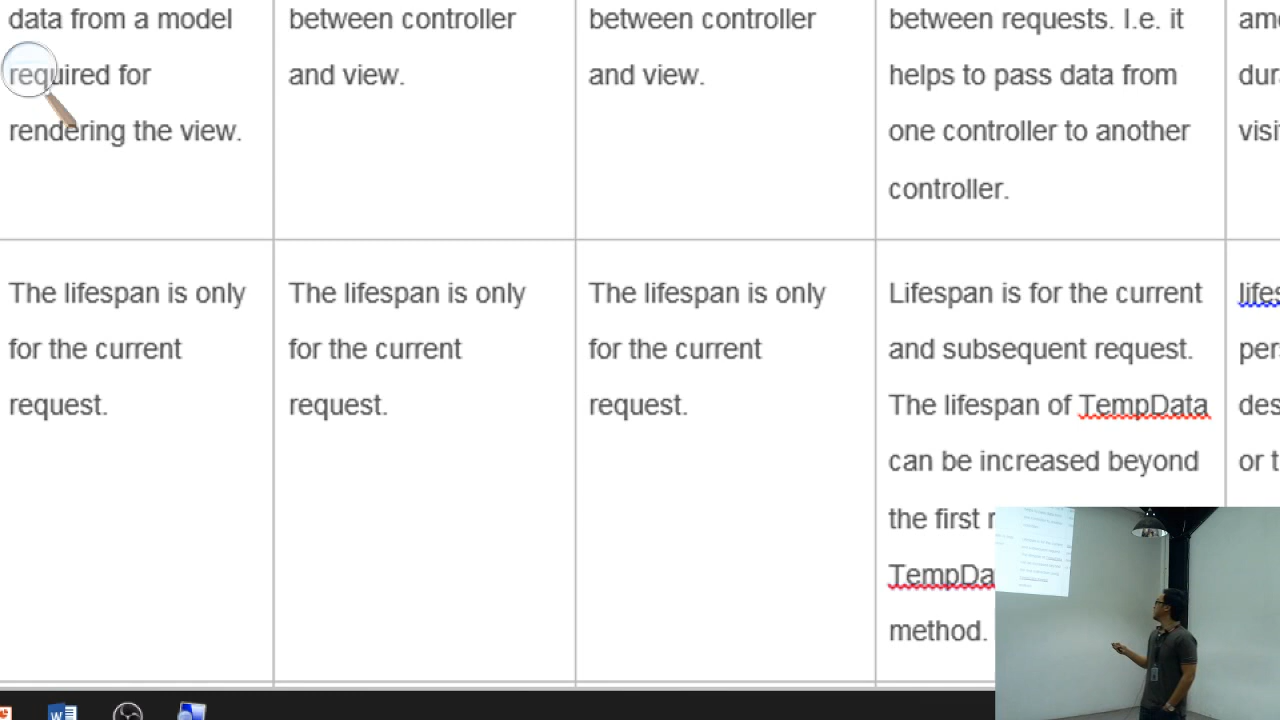 data from a model
required for
rendering the view.
between controller
and view.
between controller
and view.
between requests. I.e. it
helps to pass data from
one controller to another
controller.
The lifespan is only
for the current
request.
The lifespan is only
for the current
request.
The lifespan is only
for the current
request.
Lifespan is for the current
and subsequent request.
The lifespan of TempData
can be increased beyond
the first
method.
or